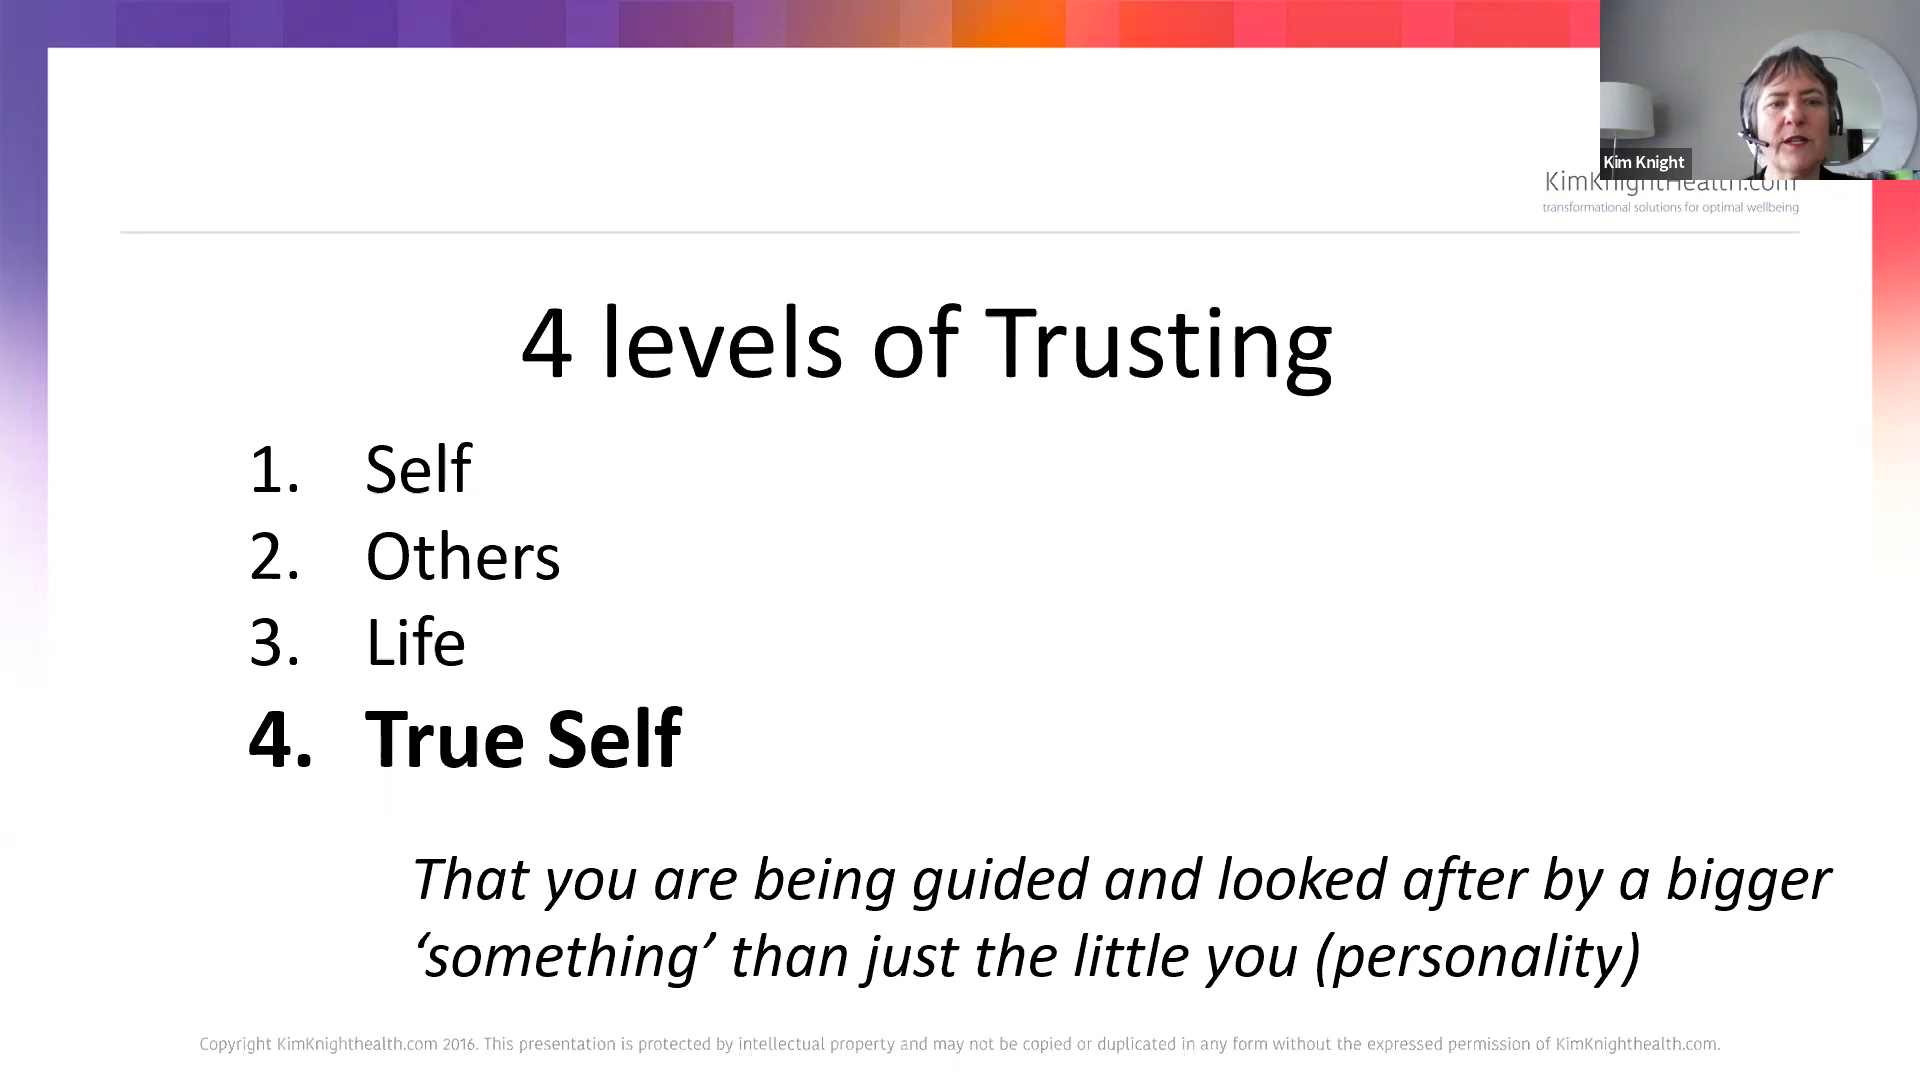 Kim Knight
KimKnightHealth.com
transformational solutions for optimal wellbeing
4 levels of Trusting
1. Self
2. Others
3. Life
4. True Self
That you are being guided and looked after by a bigger
‘something’ than just the little you (personality)
Copyright KimKnighthealth.com 2016. This presentation is protected by intellectual property and may not be copied or duplicated in any form without the expressed permission of KimKnighthealth.com.